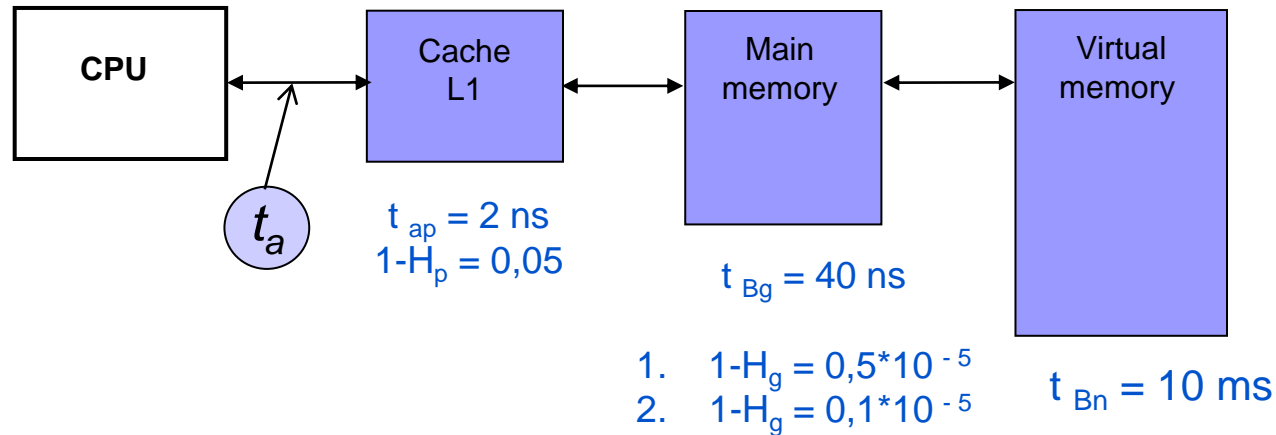 CPU
Cache
L1
Main
memory
Virtual
memory
tₐ
t ap = 2 ns
1-Hp = 0,05
t Bg = 40 ns
1. 1-Hg = 0,5*10 - 5
2. 1-Hg = 0,1*10 - 5
t Bn = 10 ms